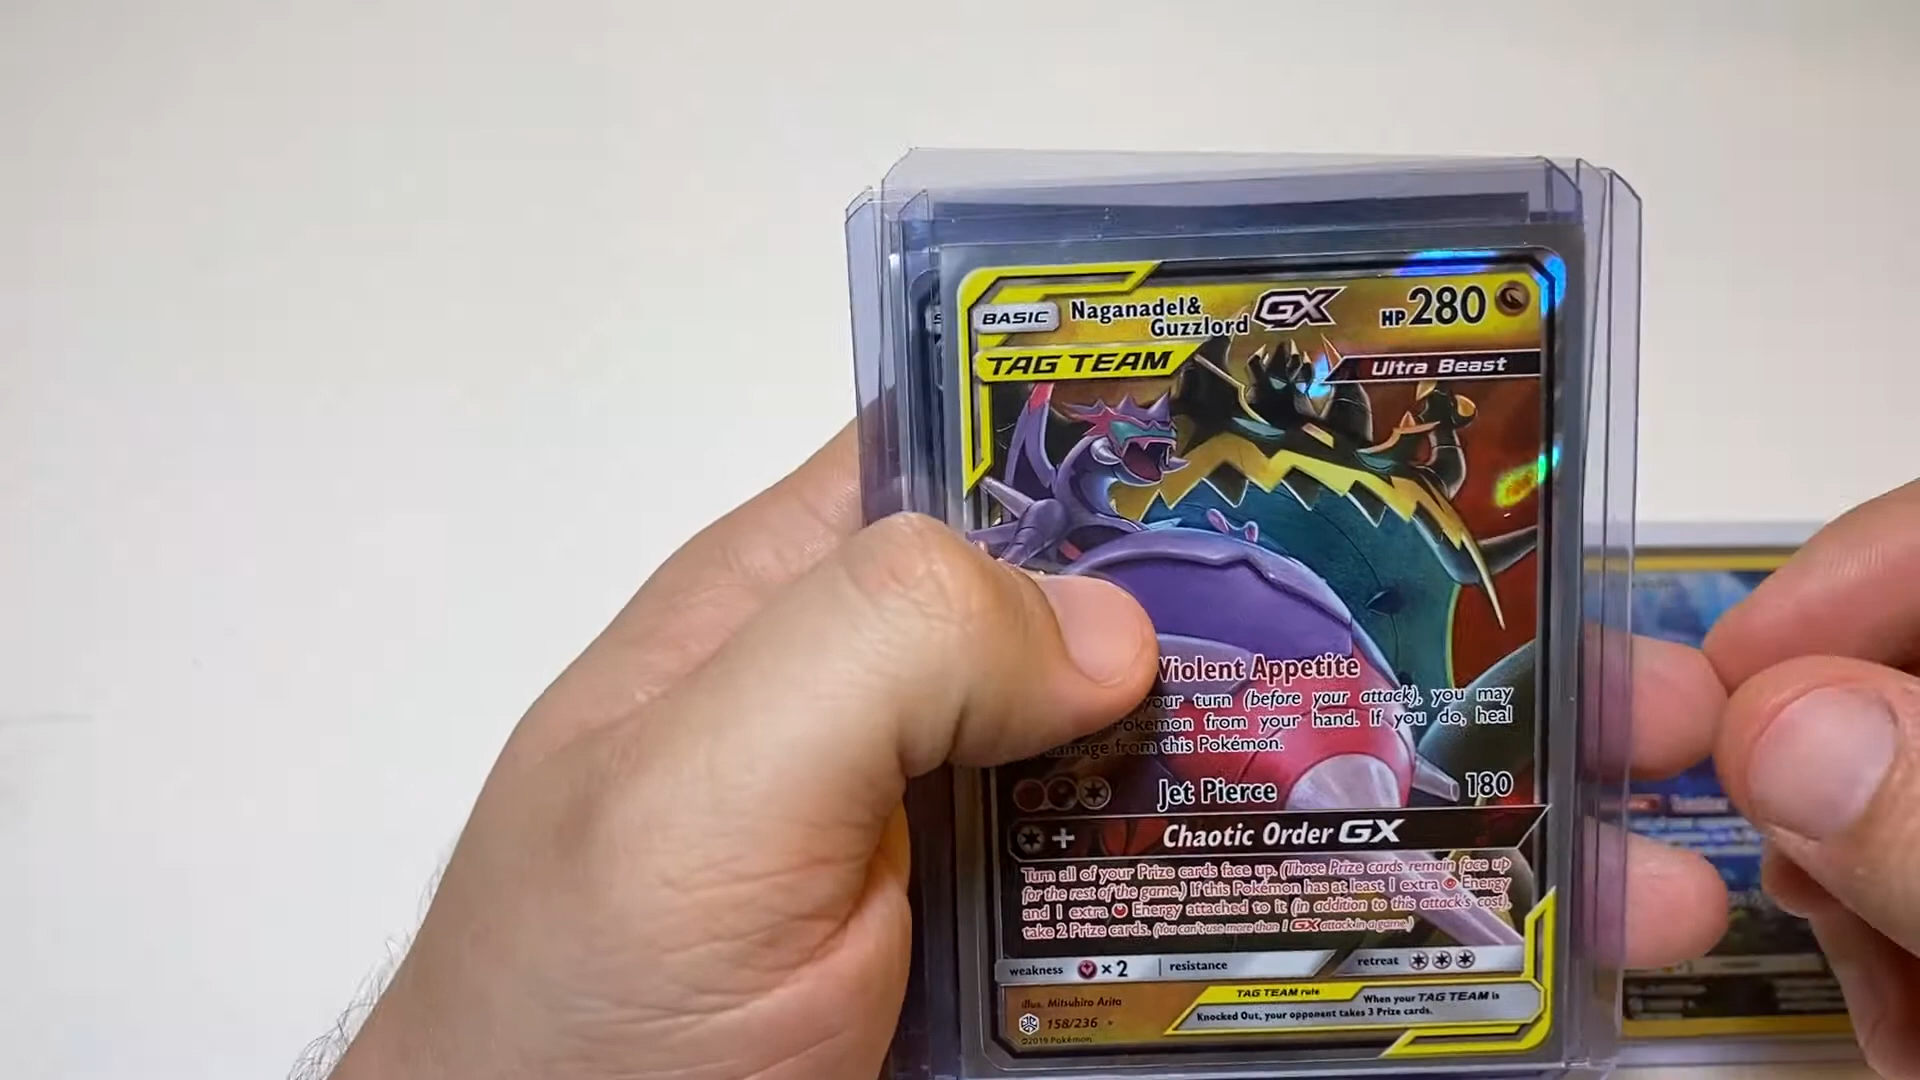 BASIC
Naganadel&
Guzzlord GX
HP 280
TAG TEAM
Ultra Beast
Violent Appetite
your turn (before your attack), you may
Pokémon from your hand. If you do, heal
damage from this Pokémon.
Jet Pierce 180
+ Chaotic Order GX
Turn all of your Prize cards face up. (Those Prize cards remain face up
for the rest of the game.) If this Pokémon has at least 1 extra Energy
and 1 extra Energy attached to it (in addition to this attack's cost),
take 2 Prize cards. (You can't use more than 1 GX attack in a game.)
weakness ×2 resistance retreat
illus. Mitsuhiro Arita
158/236
©2019 Pokémon
TAG TEAM rule When your TAG TEAM is
Knocked Out, your opponent takes 3 Prize cards.